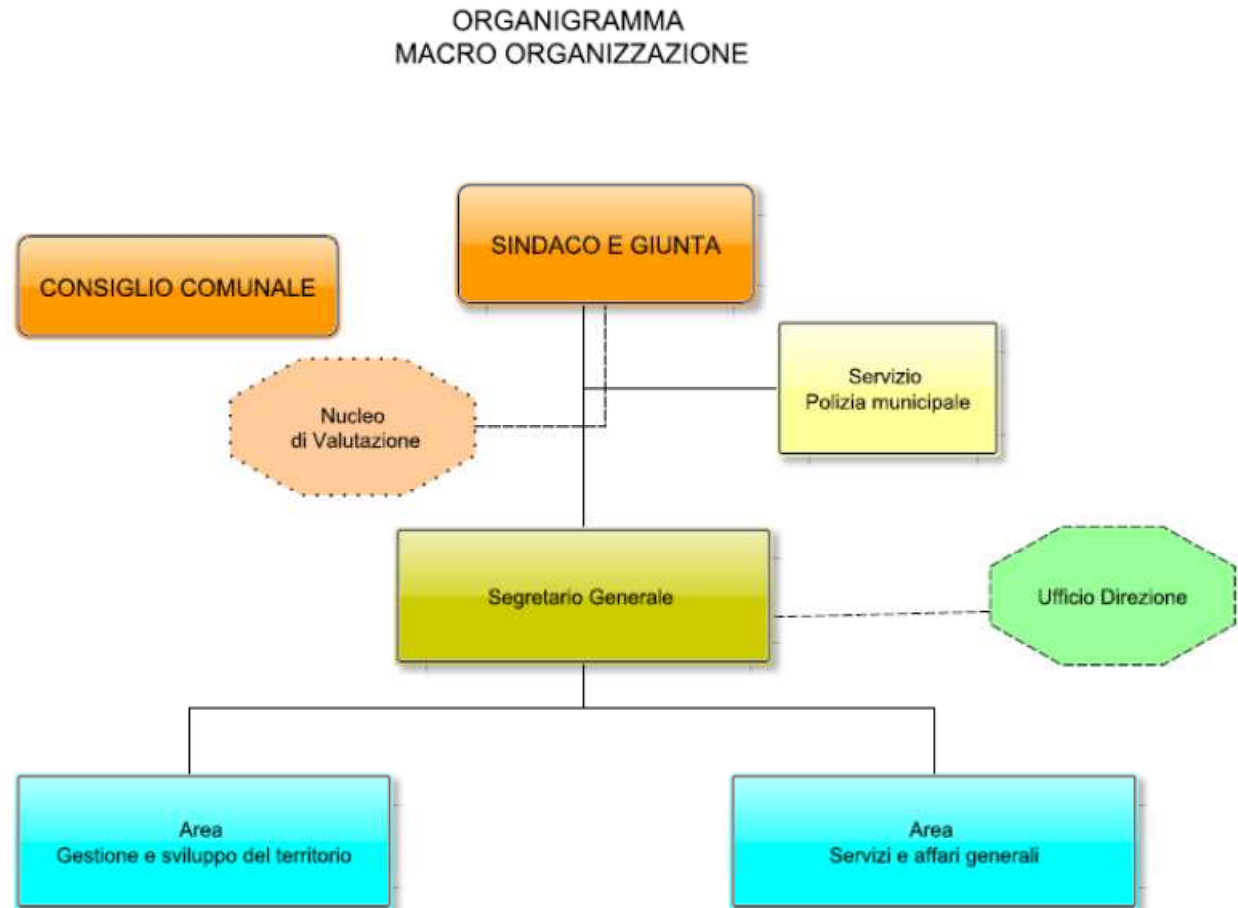 ORGANIGRAMMA
MACRO ORGANIZZAZIONE
SINDACO E GIUNTA
CONSIGLIO COMUNALE
Servizio
Polizia municipale
Nucleo
di Valutazione
Segretario Generale
Ufficio Direzione
Area
Gestione e sviluppo del territorio
Area
Servizi e affari generali